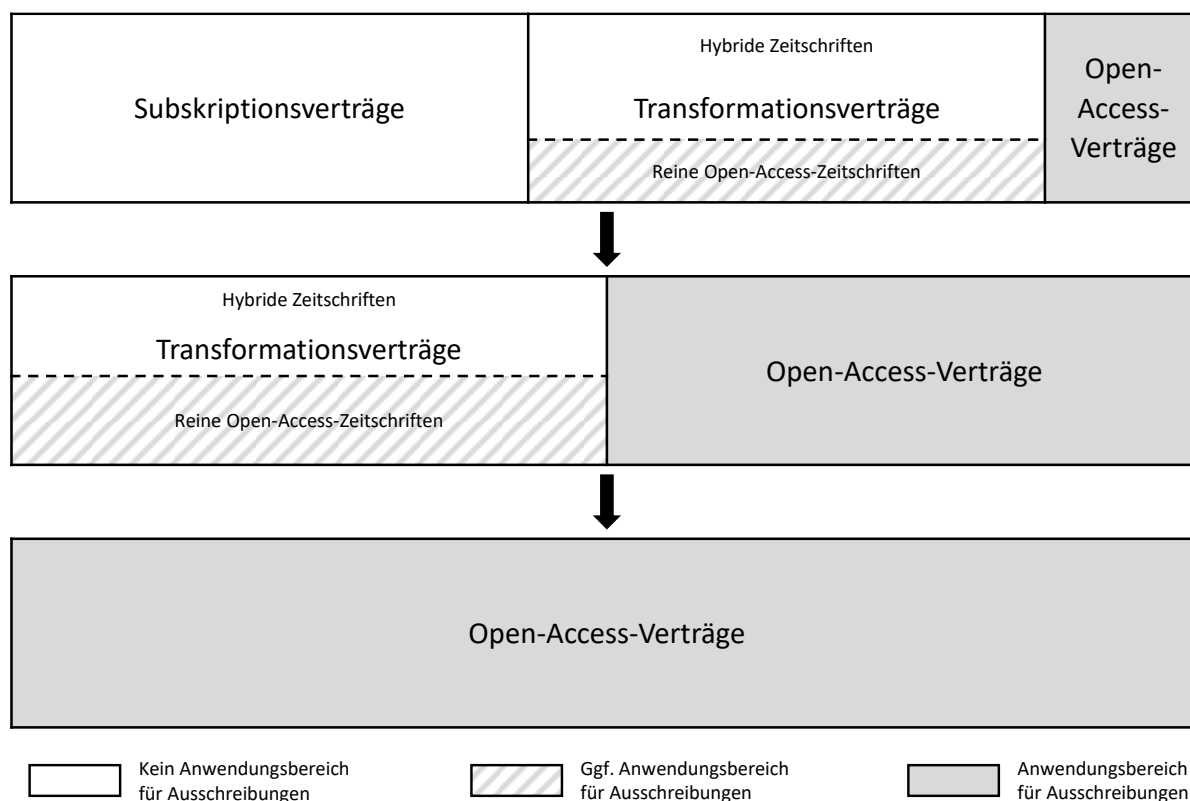 Subskriptionsverträge
Hybride Zeitschriften
Transformationsverträge
Reine Open-Access-Zeitschriften
Open-
Access-
Verträge
Hybride Zeitschriften
Transformationsverträge
Reine Open-Access-Zeitschriften
Open-Access-Verträge
Open-Access-Verträge
Kein Anwendungsbereich
für Ausschreibungen
Ggf. Anwendungsbereich
für Ausschreibungen
Anwendungsbereich
für Ausschreibungen